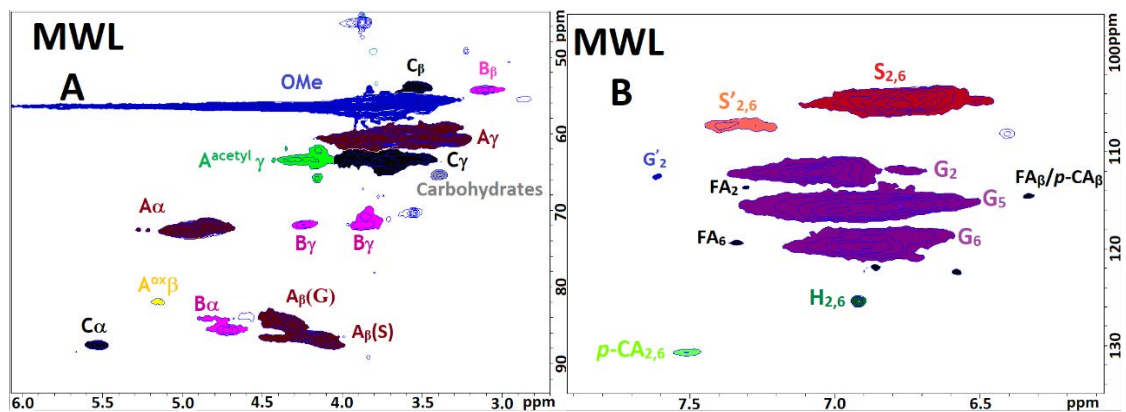 MWL
A
Cβ
Bβ
OMe
Aγ
Aacetyl γ
Cγ
Carbohydrates
Aα
Bγ
Bγ
Aoxβ
Bα
Aβ(G)
Aβ(S)
Cα
50 ppm
60
70
80
90
6.0 5.5 5.0 4.5 4.0 3.5 3.0 ppm
MWL
B
S2,6
S'2,6
G'2
G2
FA2
FAβ/p-CAβ
G5
FA6
G6
H2,6
p-CA2,6
100ppm
110
120
130
7.5 7.0 6.5 ppm